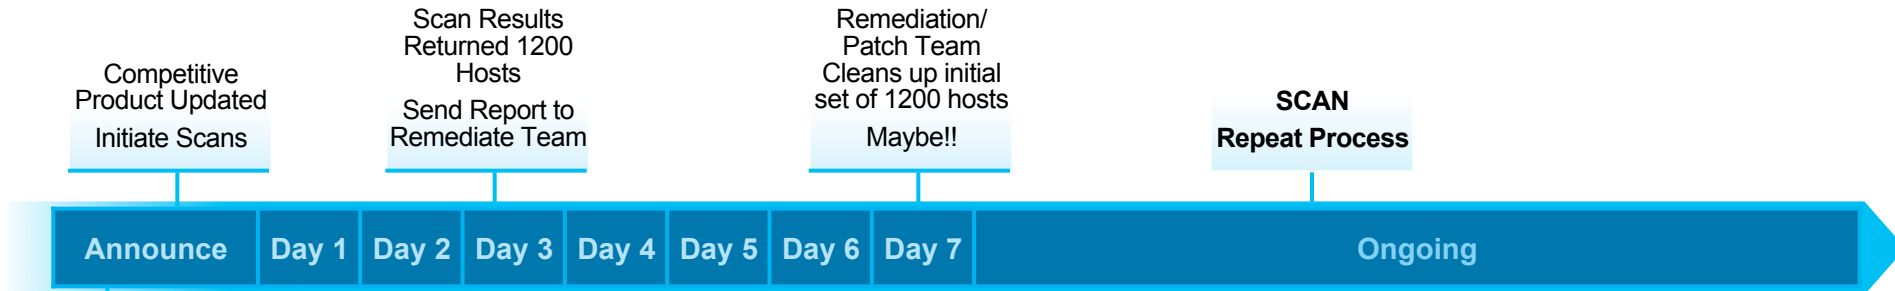 Competitive
Product Updated
Initiate Scans
Scan Results
Returned 1200
Hosts
Send Report to
Remediate Team
Remediation/
Patch Team
Cleans up initial
set of 1200 hosts
Maybe!!
SCAN
Repeat Process
Announce
Day 1
Day 2
Day 3
Day 4
Day 5
Day 6
Day 7
Ongoing